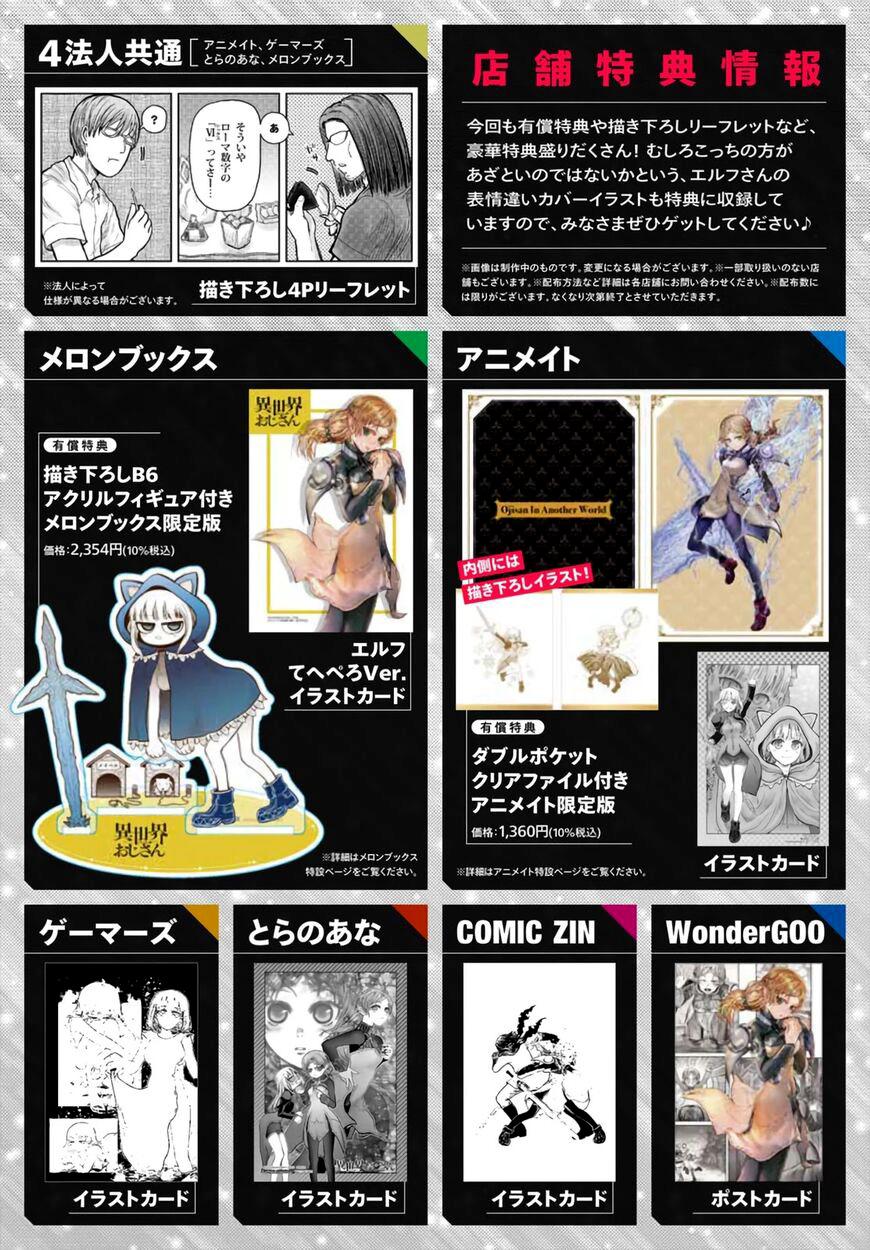 4法人共通[アニメイト、ゲーマーズ
とらのあな、メロンブックス]
あ
そういや
ローマ数字の
「Ⅵ」ってさ!…
?
※法人によって
仕様が異なる場合がございます。
描き下ろし4Pリーフレット
店舗特典情報
今回も有償特典や描き下ろしリーフレットなど、
豪華特典盛りだくさん! むしろこっちの方が
あざといのではないかという、エルフさんの
表情違いカバーイラストも特典に収録して
いますので、みなさまぜひゲットしてください♪
※画像は制作中のものです。変更になる場合がございます。※一部取り扱いのない店
舗もございます。※配布方法など詳細は各店舗にお問い合わせください。※配布数に
は限りがございます。なくなり次第終了とさせていただきます。
メロンブックス
有償特典
描き下ろしB6
アクリルフィギュア付き
メロンブックス限定版
価格:2,354円(10%税込)
異世界
おじさん
エルフ
てへぺろVer.
イラストカード
異世界
おじさん
※詳細はメロンブックス
特設ページをご覧ください。
アニメイト
Ojisan In Another World
内側には
描き下ろしイラスト!
有償特典
ダブルポケット
クリアファイル付き
アニメイト限定版
価格:1,360円(10%税込)
※詳細はアニメイト特設ページをご覧ください。
イラストカード
ゲーマーズ
イラストカード
とらのあな
イラストカード
COMIC ZIN
イラストカード
WonderGOO
ポストカード